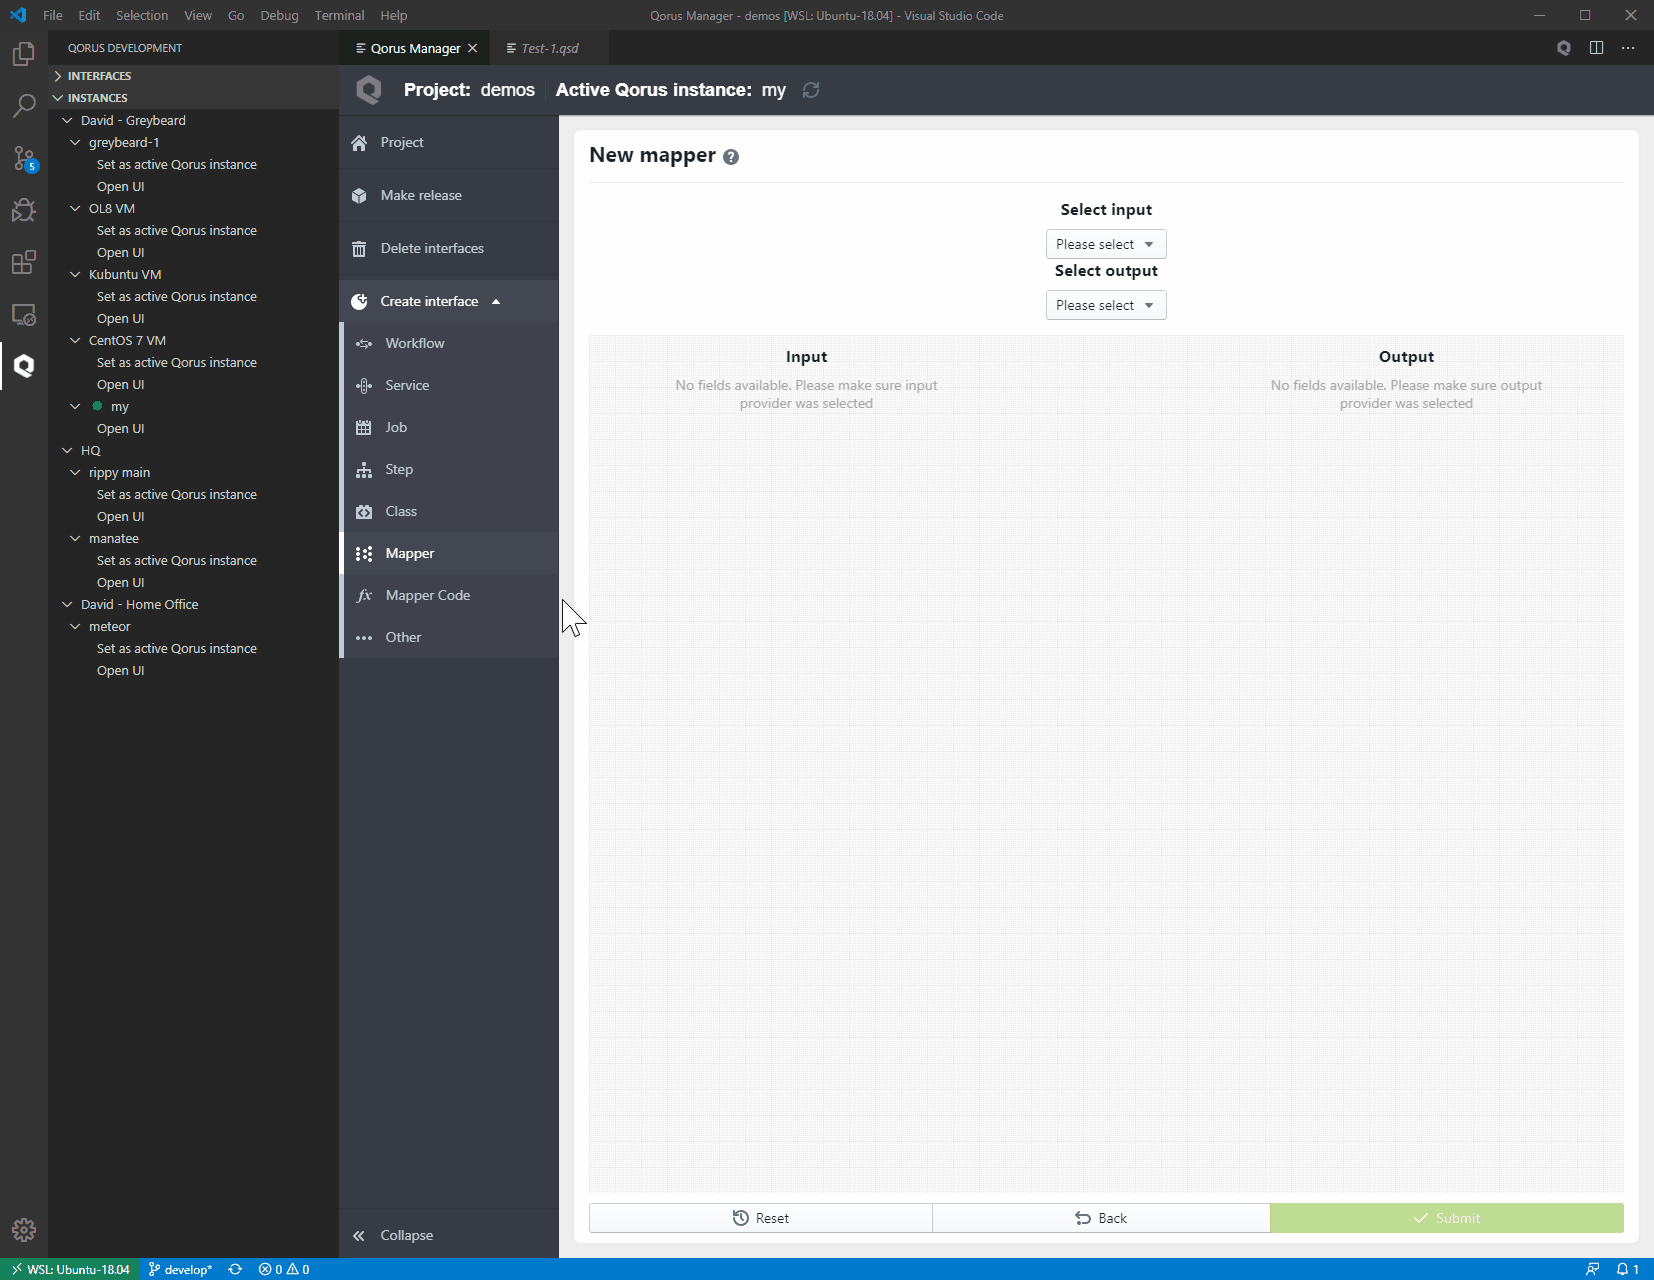 File Edit Selection View Go Debug Terminal Help
Qorus Manager - demos [WSL: Ubuntu-18.04] - Visual Studio Code
QORUS DEVELOPMENT
INTERFACES
INSTANCES
David - Greybeard
greybeard-1
Set as active Qorus instance
Open UI
OL8 VM
Set as active Qorus instance
Open UI
Kubuntu VM
Set as active Qorus instance
Open UI
CentOS 7 VM
Set as active Qorus instance
Open UI
my
Open UI
HQ
rippy main
Set as active Qorus instance
Open UI
manatee
Set as active Qorus instance
Open UI
David - Home Office
meteor
Set as active Qorus instance
Open UI
5
Qorus Manager
Test-1.qsd
Project: demos
Active Qorus instance: my
Project
Make release
Delete interfaces
Create interface
Workflow
Service
Job
Step
Class
Mapper
fx Mapper Code
Other
Collapse
New mapper ?
Select input
Please select
Select output
Please select
Input
No fields available. Please make sure input
provider was selected
Output
No fields available. Please make sure output
provider was selected
Reset
Back
Submit
WSL: Ubuntu-18.04
develop*
0
0
1